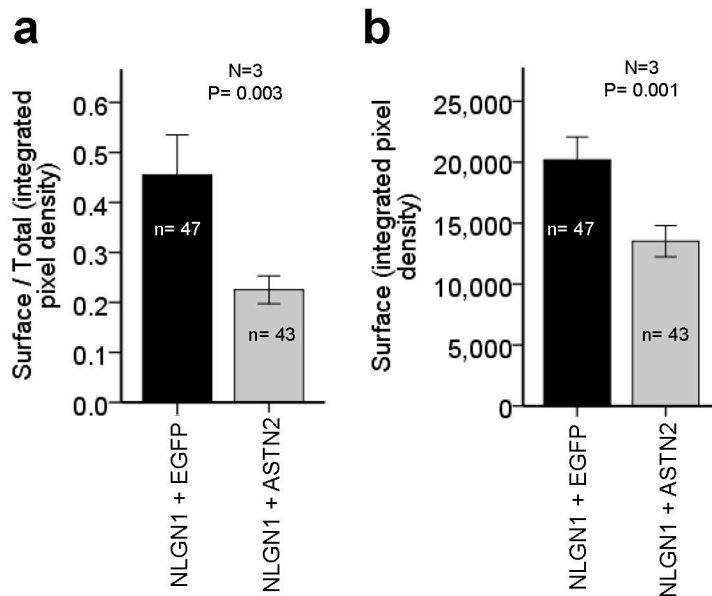 a
N=3
P= 0.003
Surface / Total (integrated
pixel density)
0.6
0.5
0.4
0.3
0.2
0.1
0.0
n= 47
n= 43
NLGN1 + EGFP
NLGN1 + ASTN2
b
N=3
P= 0.001
Surface (integrated pixel
density)
25,000
20,000
15,000
10,000
5,000
0
n= 47
n= 43
NLGN1 + EGFP
NLGN1 + ASTN2